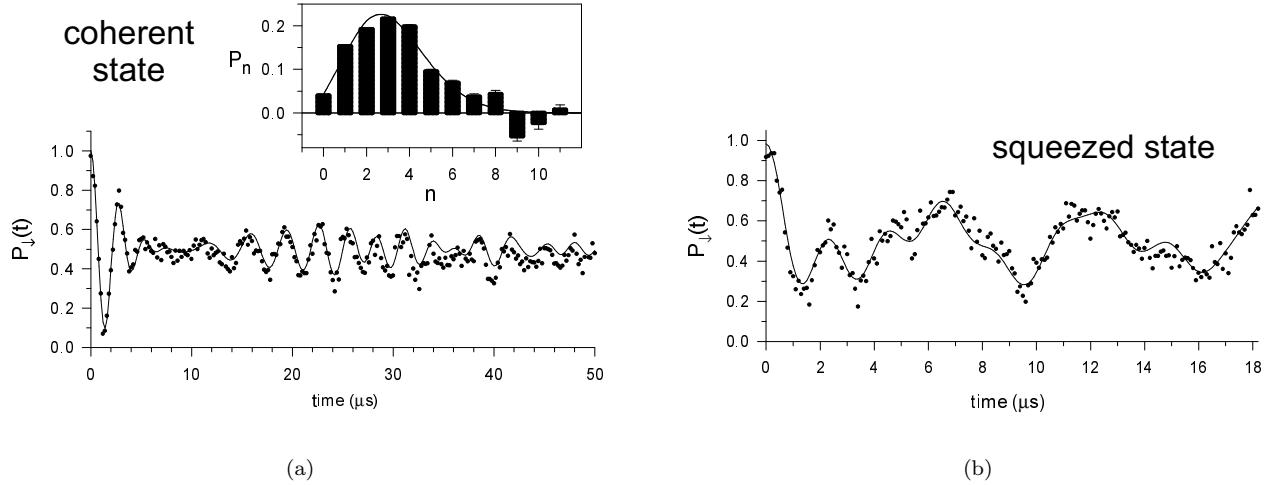 coherent
state
0.2
0.1
0.0
Pn
0 2 4 6 8 10
n
1.0
0.8
0.6
0.4
0.2
0.0
P↓(t)
0 10 20 30 40 50
time (μs)
(a)
squeezed state
1.0
0.8
0.6
0.4
0.2
0.0
P↓(t)
0 2 4 6 8 10 12 14 16 18
time (μs)
(b)